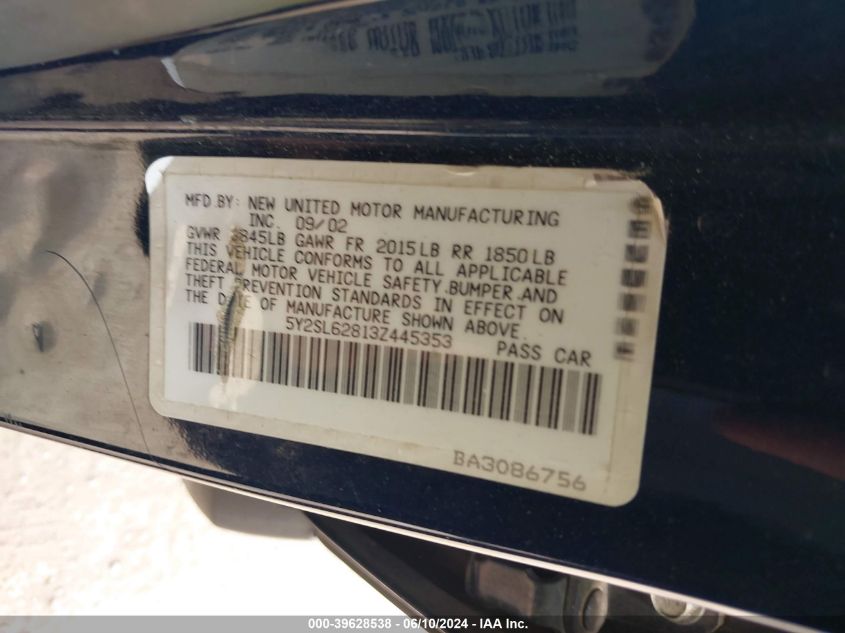 MFD BY: NEW UNITED MOTOR MANUFACTURING
INC. 09/02
GVWR 3845LB GAWR FR 2015LB RR 1850LB
THIS VEHICLE CONFORMS TO ALL APPLICABLE
FEDERAL MOTOR VEHICLE SAFETY, BUMPER, AND
THEFT PREVENTION STANDARDS IN EFFECT ON
THE DATE OF MANUFACTURE SHOWN ABOVE.
5Y2SL62813Z445353 PASS CAR
BA3086756
000-39628538 - 06/10/2024 - IAA Inc.